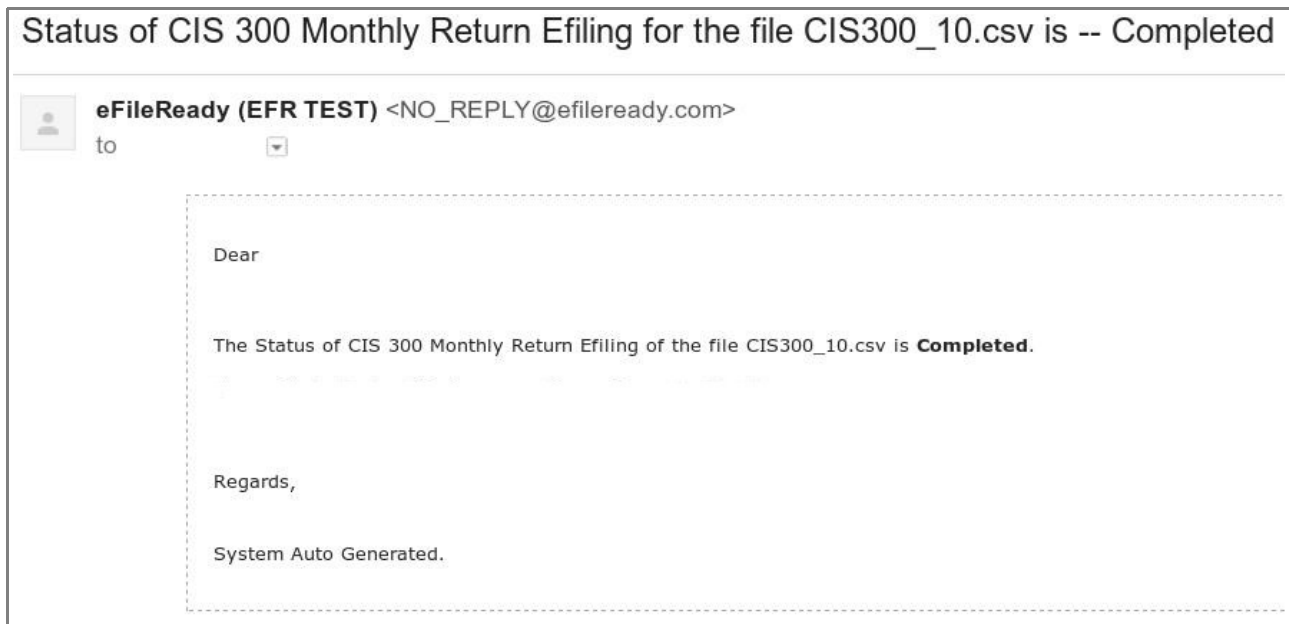 Status of CIS 300 Monthly Return Efiling for the file CIS300_10.csv is -- Completed
eFileReady (EFR TEST) <NO_REPLY@efileready.com>
to
Dear
The Status of CIS 300 Monthly Return Efiling of the file CIS300_10.csv is Completed.
Regards,
System Auto Generated.